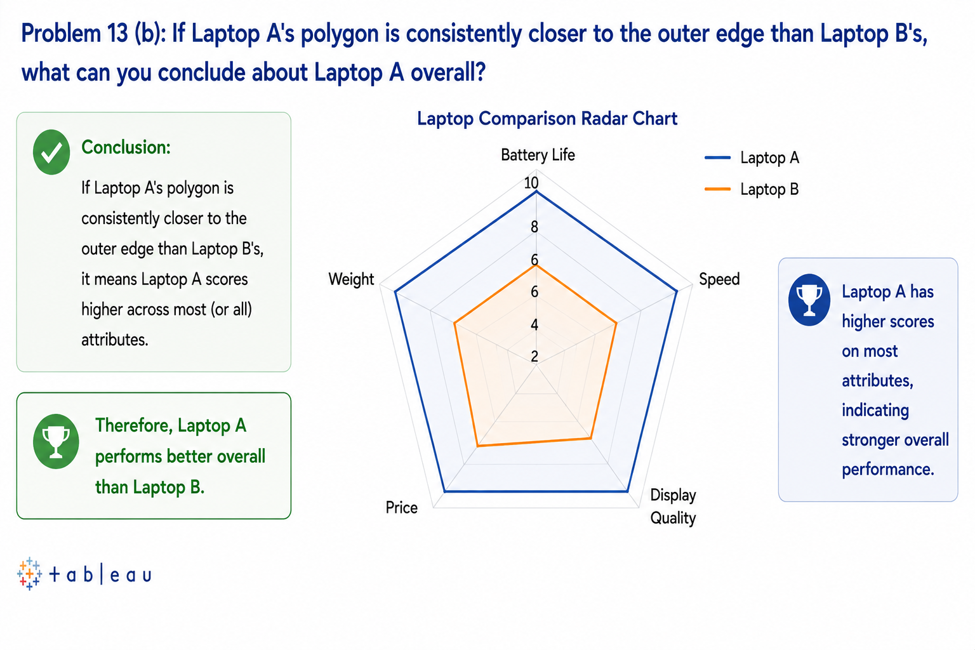 Problem 13 (b): If Laptop A's polygon is consistently closer to the outer edge than Laptop B's,
what can you conclude about Laptop A overall?
Conclusion:
If Laptop A's polygon is
consistently closer to the
outer edge than Laptop B's,
it means Laptop A scores
higher across most (or all)
attributes.
Therefore, Laptop A
performs better overall
than Laptop B.
Laptop Comparison Radar Chart
Laptop A
Laptop B
Battery Life
10
8
6
6
4
2
Weight
Speed
Price
Display
Quality
Laptop A has
higher scores
on most
attributes,
indicating
stronger overall
performance.
tableau